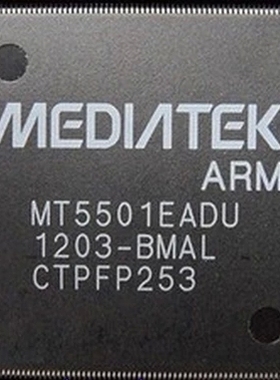 MEDIATEK
ARM
MT5501EADU
1203-BMAL
CTPFP253